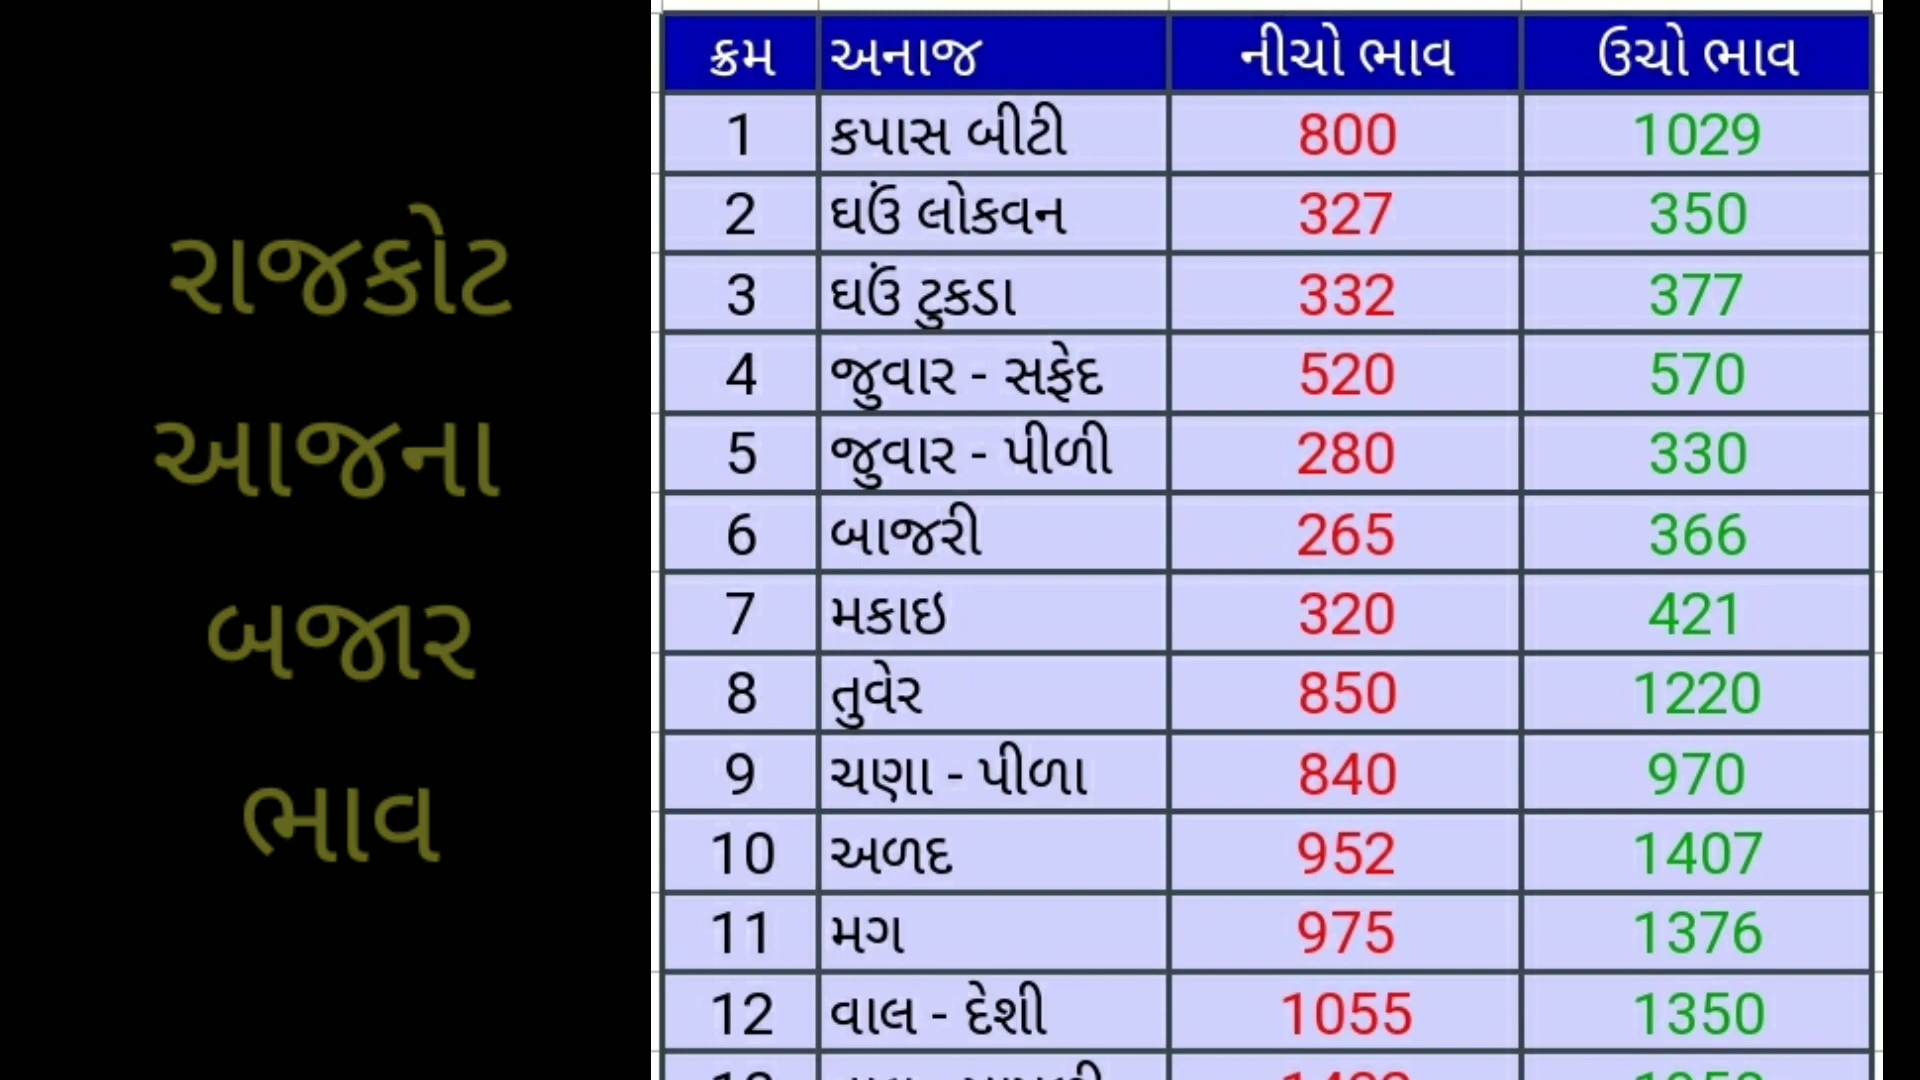 રાજકોટ
આજના
બજાર
ભાવ
ક્રમ અનાજ નીચો ભાવ ઉચો ભાવ
1 કપાસ બીટી 800 1029
2 ઘઉં લોકવન 327 350
3 ઘઉં ટુકડા 332 377
4 જુવાર - સફેદ 520 570
5 જુવાર - પીળી 280 330
6 બાજરી 265 366
7 મકાઇ 320 421
8 તુવેર 850 1220
9 ચણા - પીળા 840 970
10 અળદ 952 1407
11 મગ 975 1376
12 વાલ - દેશી 1055 1350